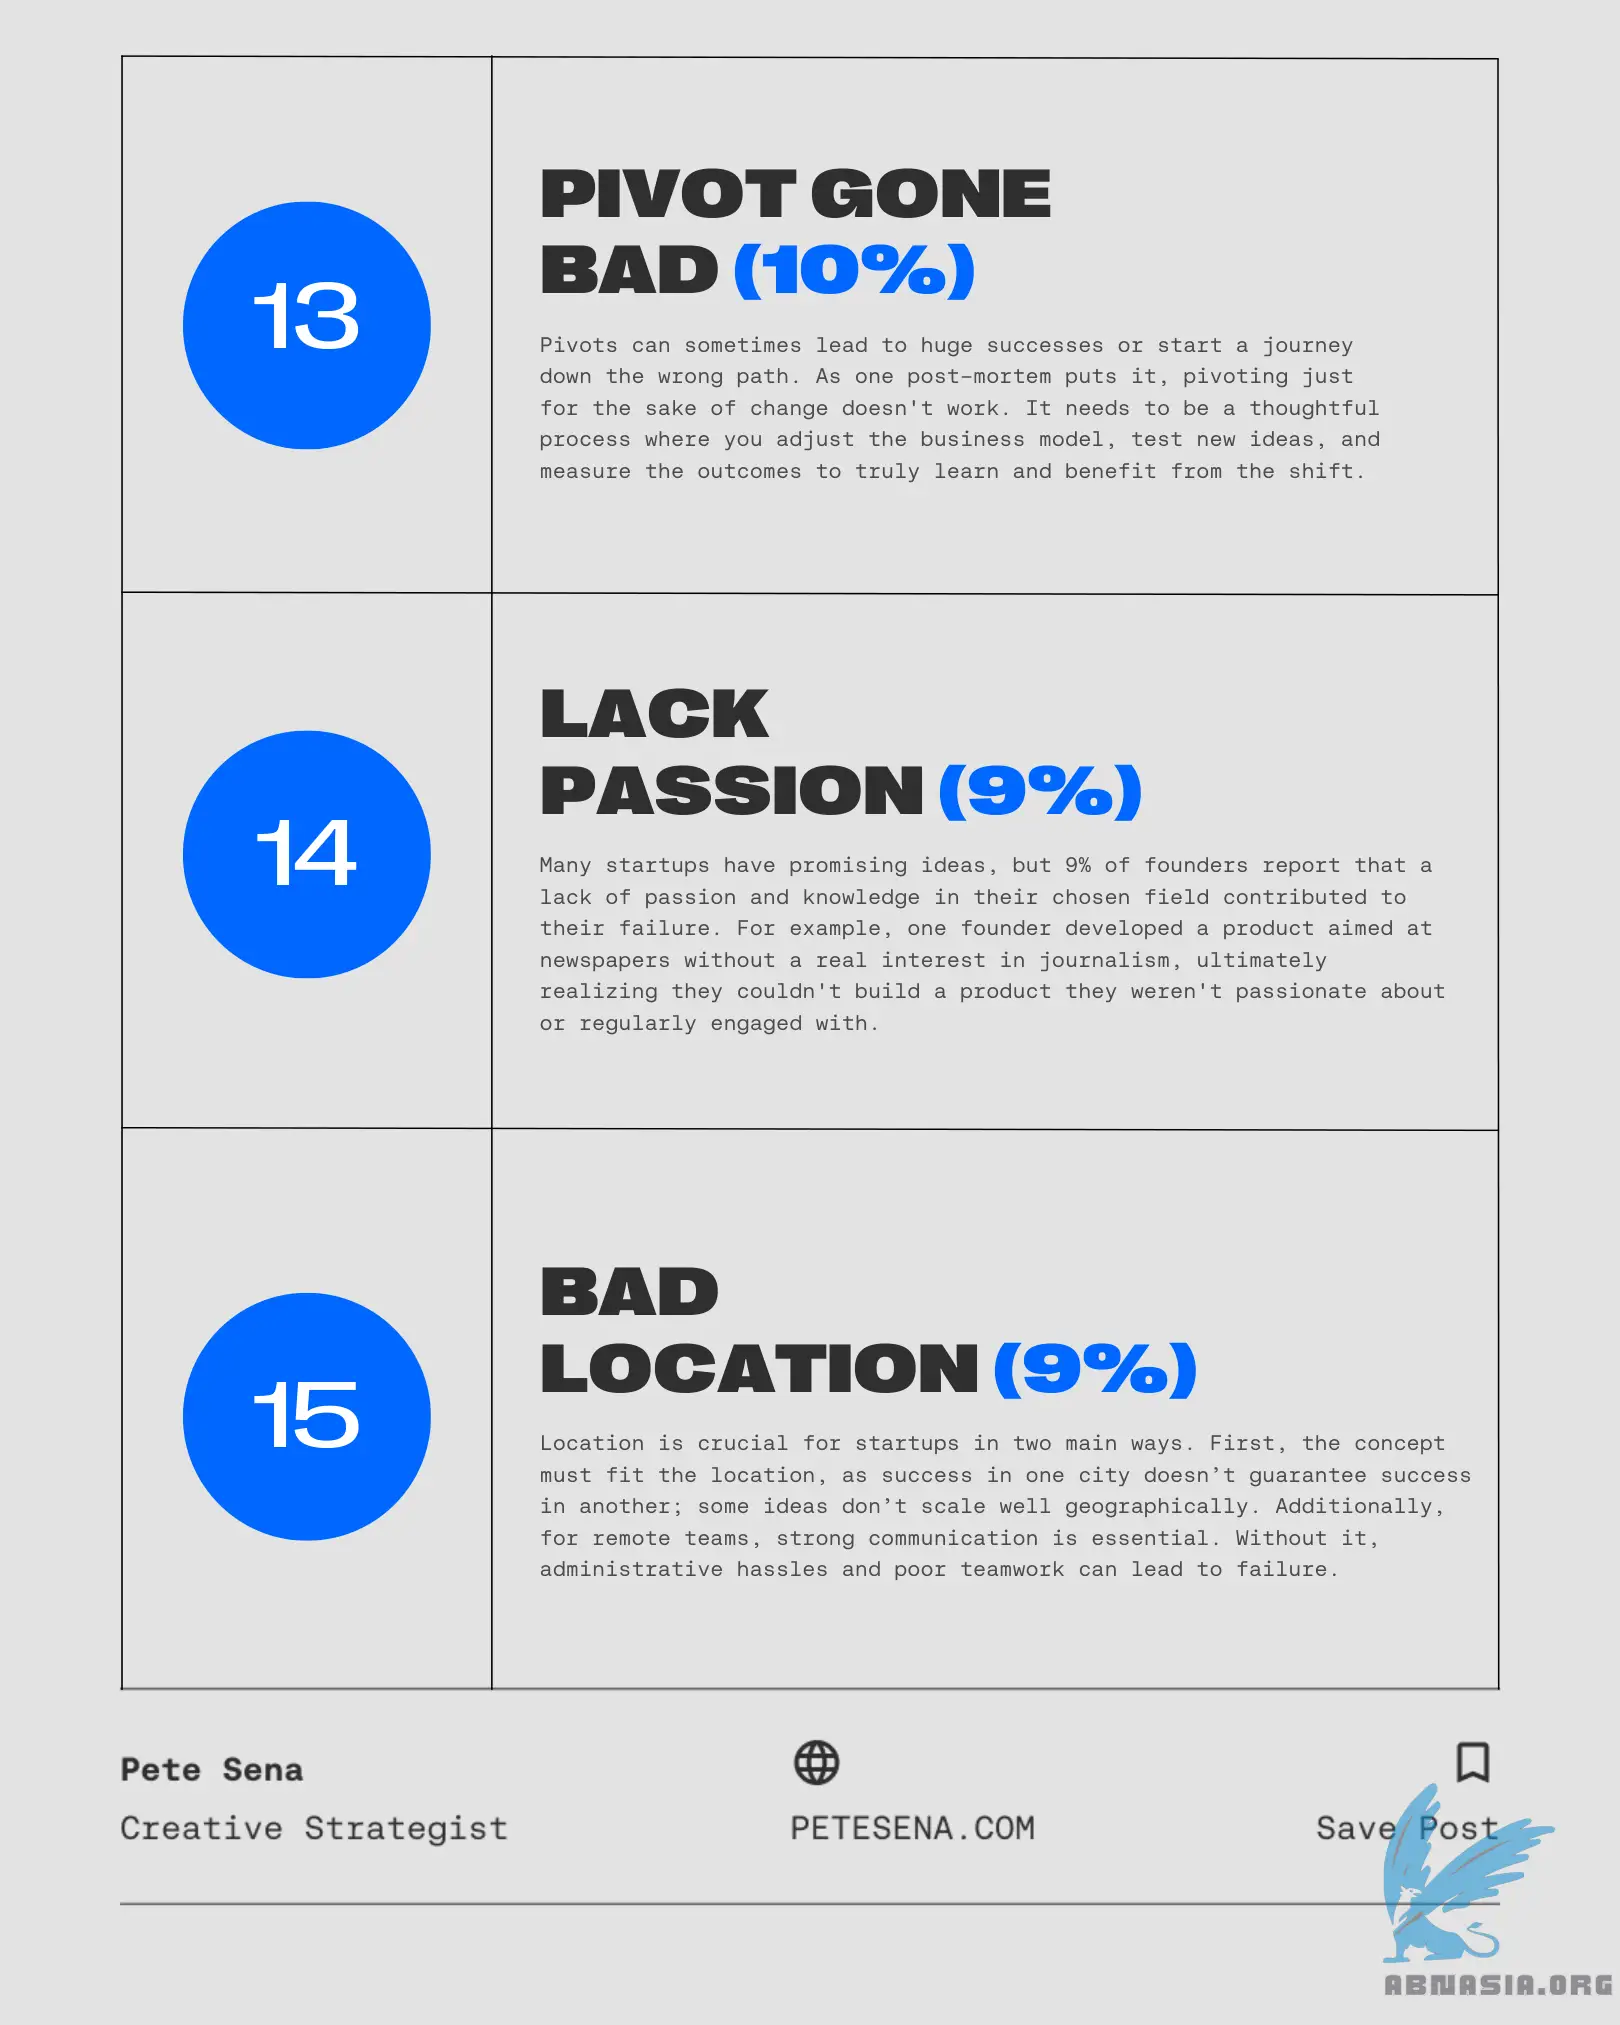 13
PIVOT GONE
BAD (10%)
Pivots can sometimes lead to huge successes or start a journey
down the wrong path. As one post-mortem puts it, pivoting just
for the sake of change doesn't work. It needs to be a thoughtful
process where you adjust the business model, test new ideas, and
measure the outcomes to truly learn and benefit from the shift.
14
LACK
PASSION (9%)
Many startups have promising ideas, but 9% of founders report that a
lack of passion and knowledge in their chosen field contributed to
their failure. For example, one founder developed a product aimed at
newspapers without a real interest in journalism, ultimately
realizing they couldn't build a product they weren't passionate about
or regularly engaged with.
15
BAD
LOCATION (9%)
Location is crucial for startups in two main ways. First, the concept
must fit the location, as success in one city doesn’t guarantee success
in another; some ideas don’t scale well geographically. Additionally,
for remote teams, strong communication is essential. Without it,
administrative hassles and poor teamwork can lead to failure.
Pete Sena
Creative Strategist
PETESENA.COM
Save Post
ABNASIA.ORG